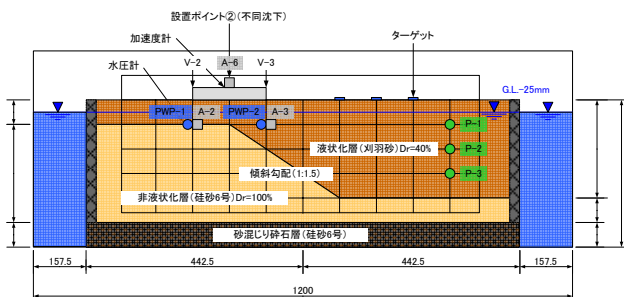 設置ポイント②(不同沈下)
加速度計
ターゲット
水圧計
V-2
A-6
V-3
G.L.-25mm
PWP-1
A-2
PWP-2
A-3
P-1
液状化層(刈羽砂)Dr=40%
P-2
傾斜勾配(1:1.5)
P-3
非液状化層(硅砂6号)Dr=100%
砂混じり砕石層(硅砂6号)
157.5
442.5
442.5
157.5
1200